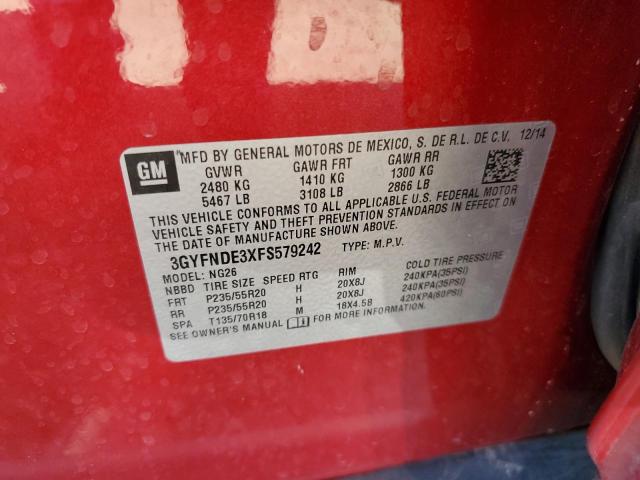 GM
MFD BY GENERAL MOTORS DE MEXICO, S. DE R.L. DE C.V. 12/14
GVWR GAWR FRT GAWR RR
2480 KG 1410 KG 1300 KG
5467 LB 3108 LB 2866 LB
THIS VEHICLE CONFORMS TO ALL APPLICABLE U.S. FEDERAL MOTOR
VEHICLE SAFETY AND THEFT PREVENTION STANDARDS IN EFFECT ON
THE DATE OF MANUFACTURE SHOWN ABOVE.
3GYFNDE3XFS579242 TYPE: M.P.V.
MODEL: NG26
NBBD TIRE SIZE SPEED RTG RIM COLD TIRE PRESSURE
FRT P235/55R20 H 20X8J 240KPA(35PSI)
RR P235/55R20 H 20X8J 240KPA(35PSI)
SPA T135/70R18 M 18X4.5B 420KPA(60PSI)
SEE OWNER'S MANUAL FOR MORE INFORMATION.